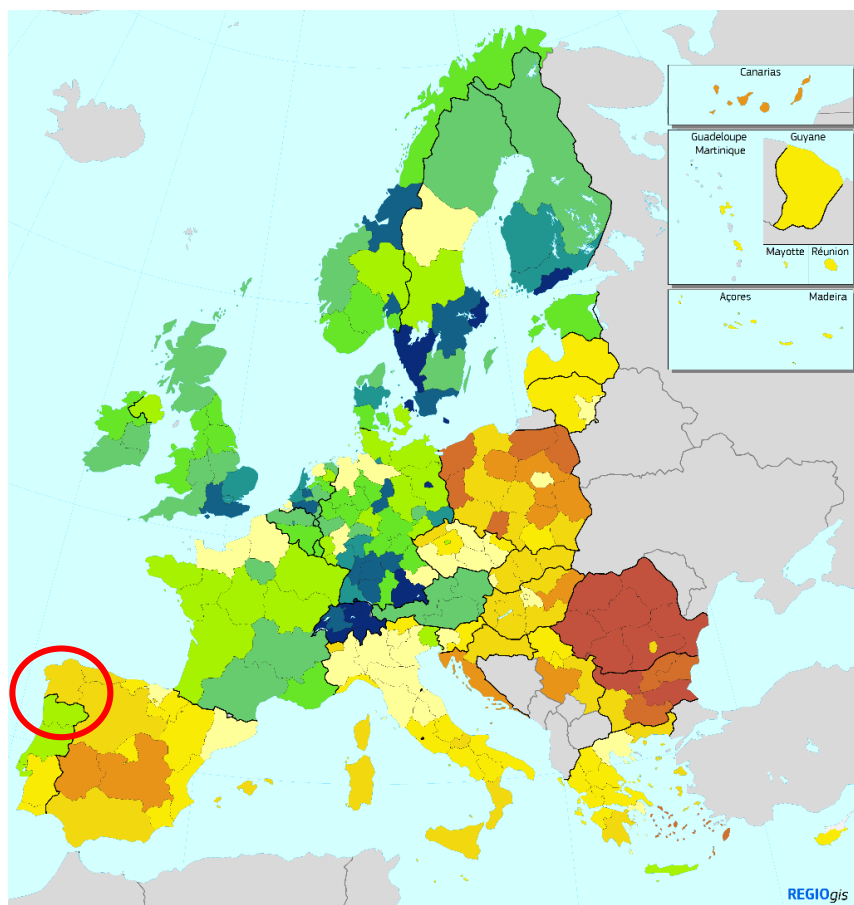 Canarias
Guadeloupe
Martinique
Guyane
Mayotte
Réunion
Açores
Madeira
REGIOgis